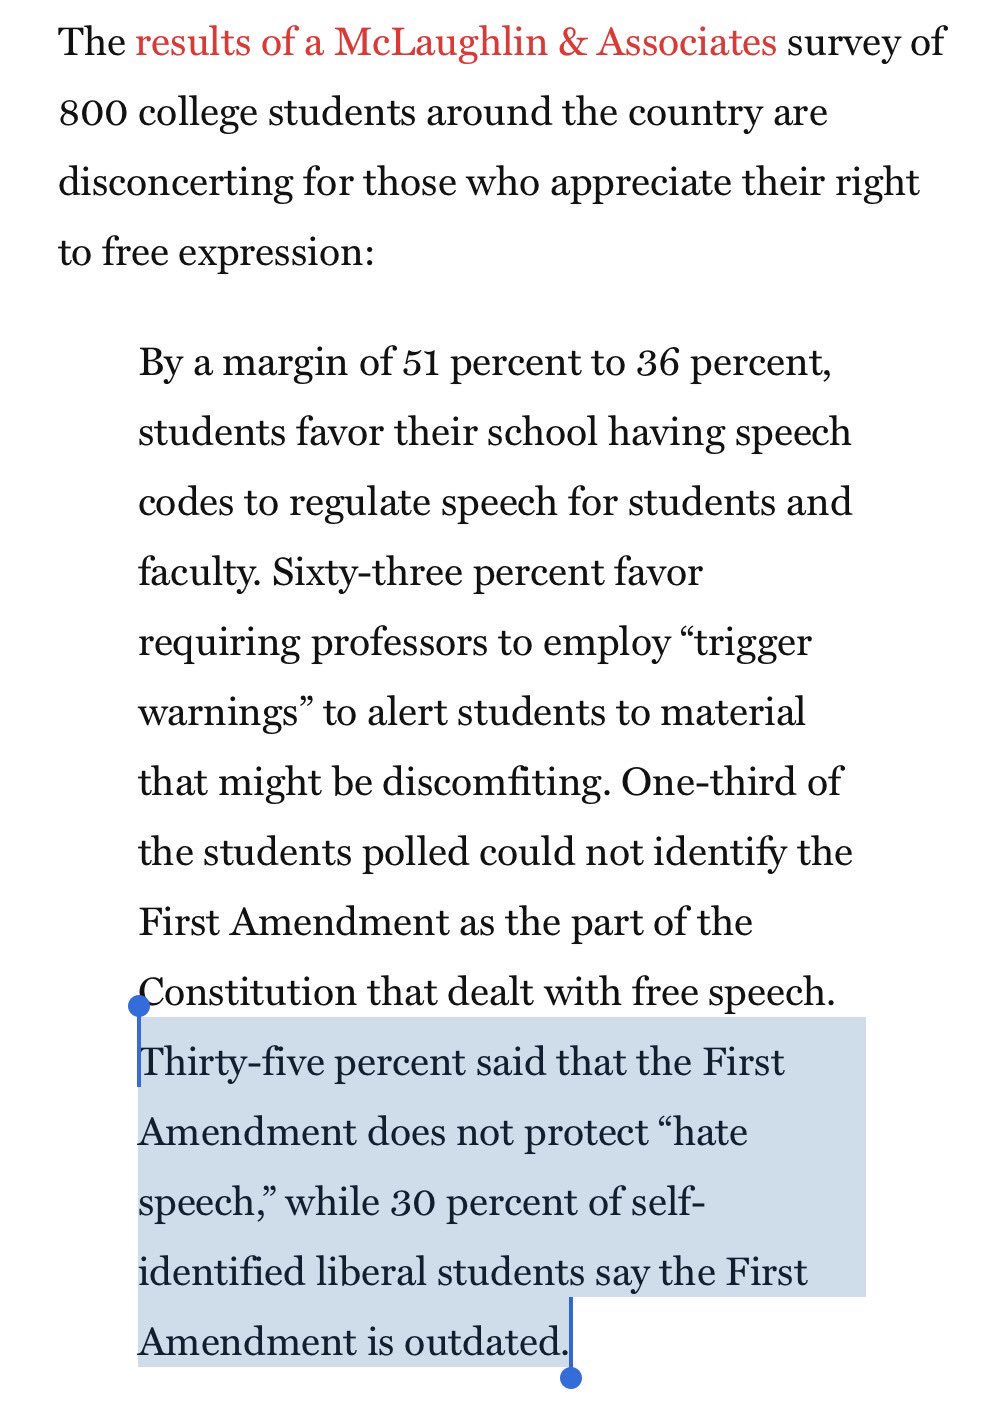 The results of a McLaughlin & Associates survey of
800 college students around the country are
disconcerting for those who appreciate their right
to free expression:
By a margin of 51 percent to 36 percent,
students favor their school having speech
codes to regulate speech for students and
faculty. Sixty-three percent favor
requiring professors to employ “trigger
warnings” to alert students to material
that might be discomfiting. One-third of
the students polled could not identify the
First Amendment as the part of the
Constitution that dealt with free speech.
Thirty-five percent said that the First
Amendment does not protect “hate
speech,” while 30 percent of self-
identified liberal students say the First
Amendment is outdated.